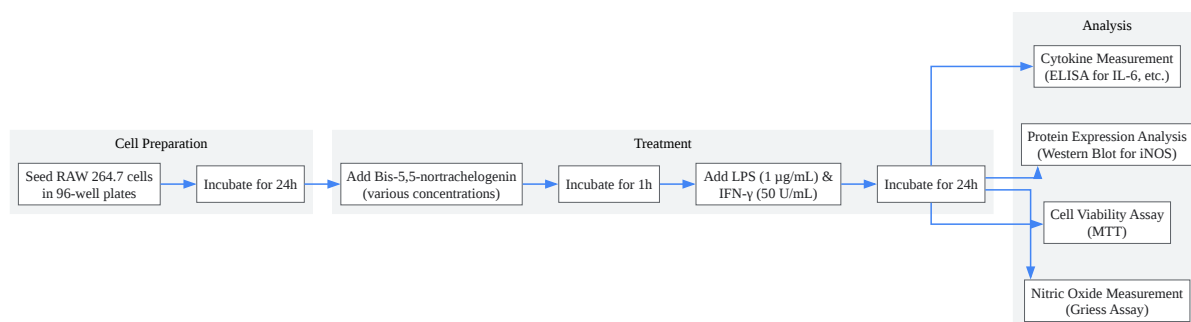 Cell Preparation
Seed RAW 264.7 cells
in 96-well plates
Incubate for 24h
Treatment
Add Bis-5,5-nortrachelogenin
(various concentrations)
Incubate for 1h
Add LPS (1 µg/mL) &
IFN-γ (50 U/mL)
Incubate for 24h
Analysis
Cytokine Measurement
(ELISA for IL-6, etc.)
Protein Expression Analysis
(Western Blot for iNOS)
Cell Viability Assay
(MTT)
Nitric Oxide Measurement
(Griess Assay)